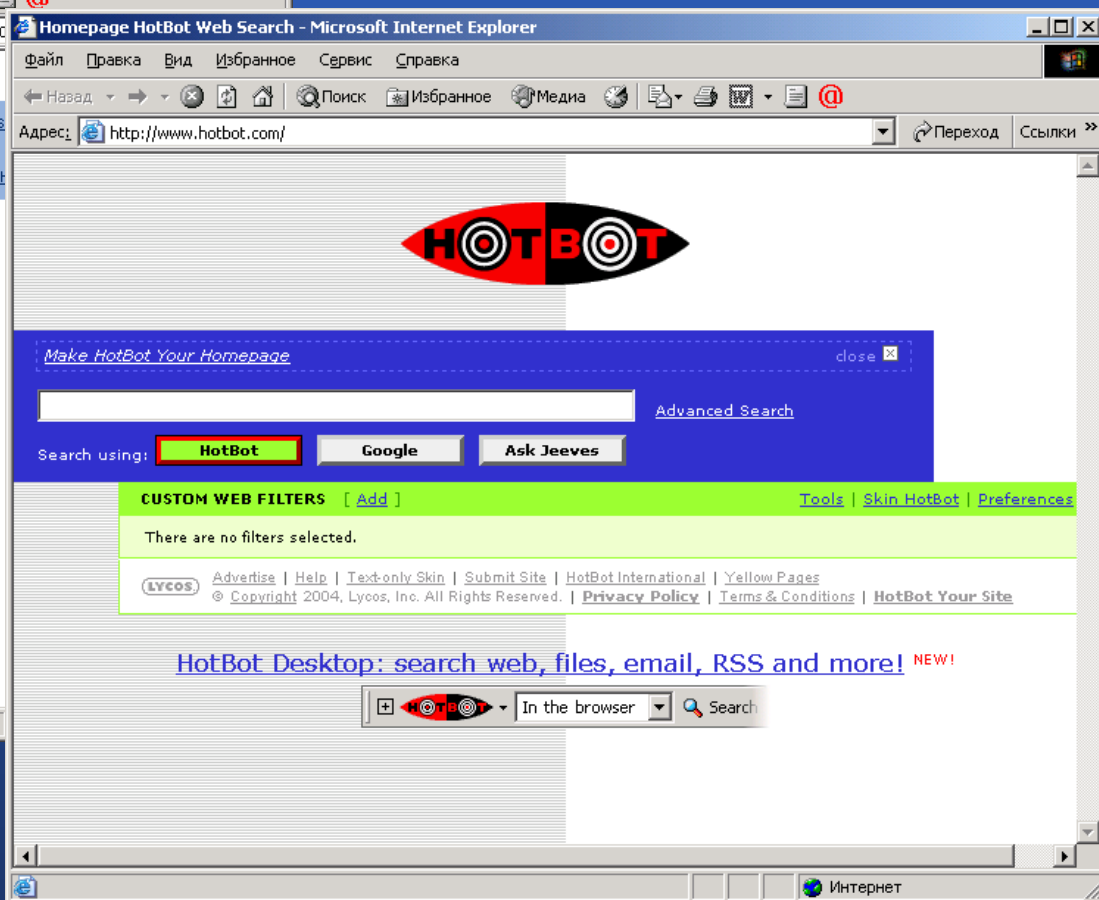 Homepage HotBot Web Search - Microsoft Internet Explorer
Файл Правка Вид Избранное Сервис Справка
Назад Поиск Избранное Медиа
Адрес: http://www.hotbot.com/ Переход Ссылки »
HOTBOT
Make HotBot Your Homepage close
Advanced Search
Search using: HotBot Google Ask Jeeves
CUSTOM WEB FILTERS [ Add ] Tools | Skin HotBot | Preferences
There are no filters selected.
LYCOS Advertise | Help | Text-only Skin | Submit Site | HotBot International | Yellow Pages
© Copyright 2004, Lycos, Inc. All Rights Reserved. | Privacy Policy | Terms & Conditions | HotBot Your Site
HotBot Desktop: search web, files, email, RSS and more! NEW!
HOTBOT In the browser Search
Интернет